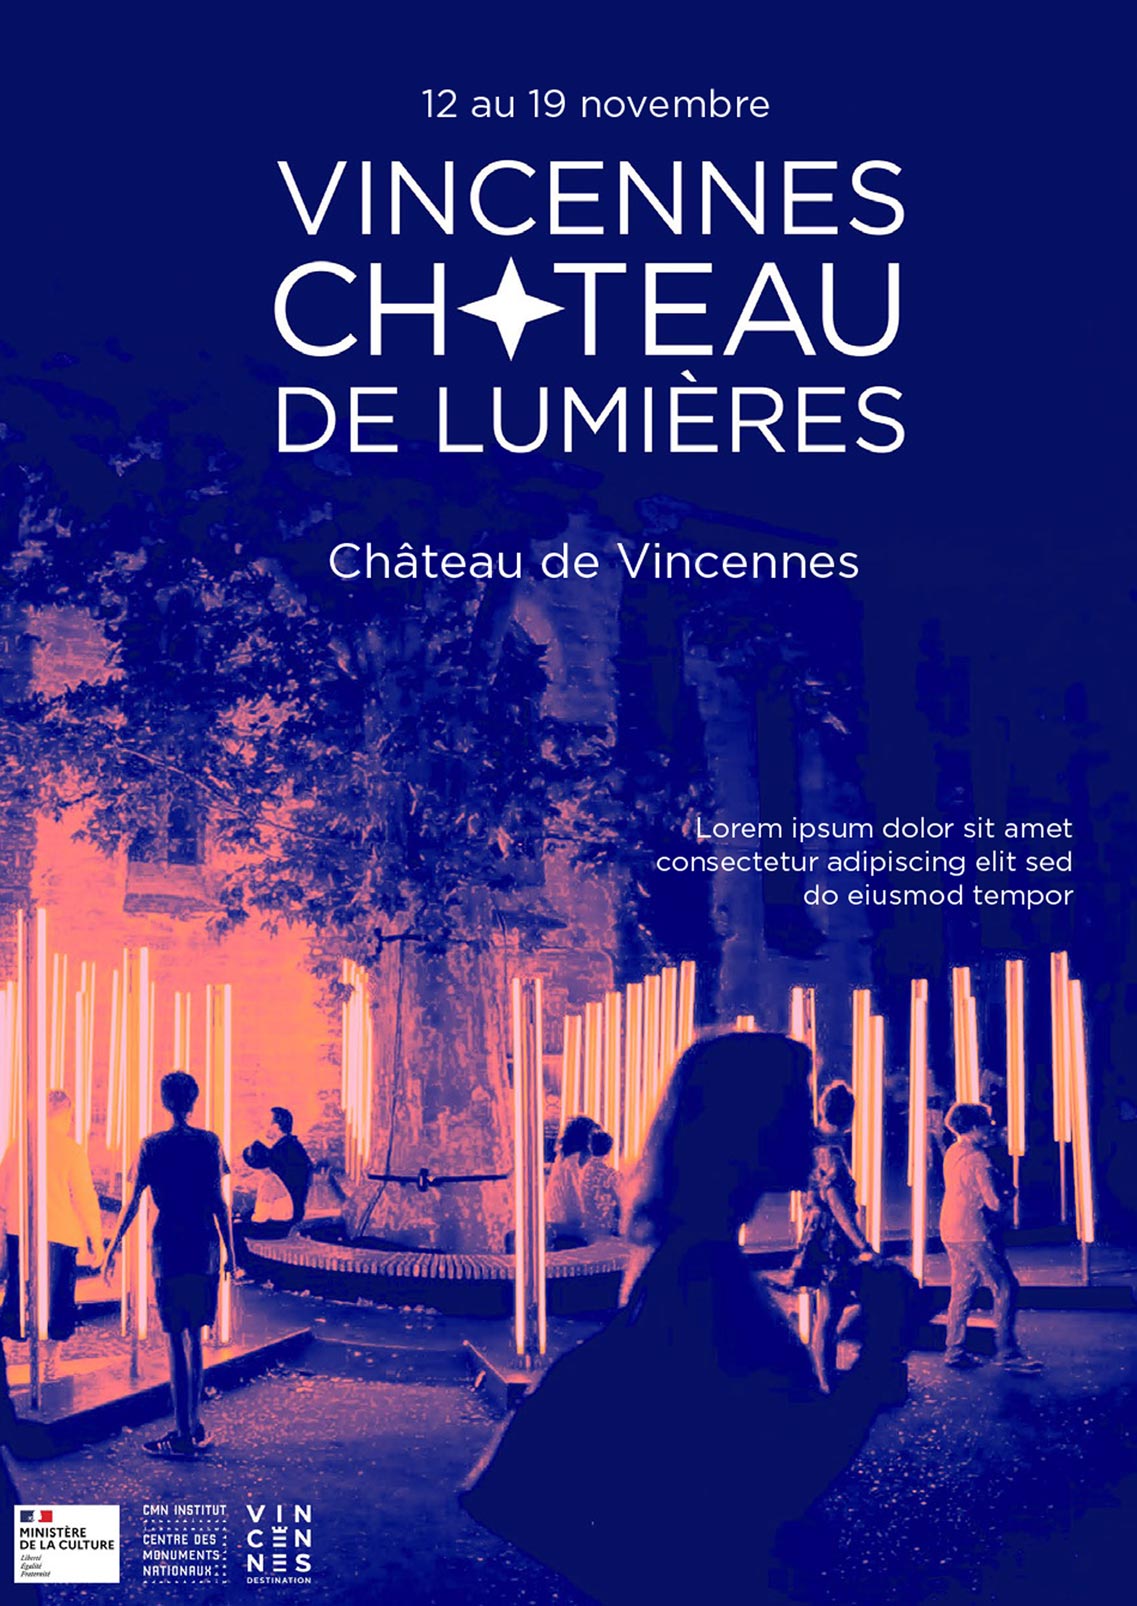 12 au 19 novembre
VINCENNES
CH✦TEAU
DE LUMIÈRES
Château de Vincennes
Lorem ipsum dolor sit amet
consectetur adipiscing elit sed
do eiusmod tempor
MINISTÈRE
DE LA CULTURE
Liberté
Égalité
Fraternité
CMN INSTITUT
CENTRE DES
MONUMENTS
NATIONAUX
VIN
CEN
NES
DESTINATION